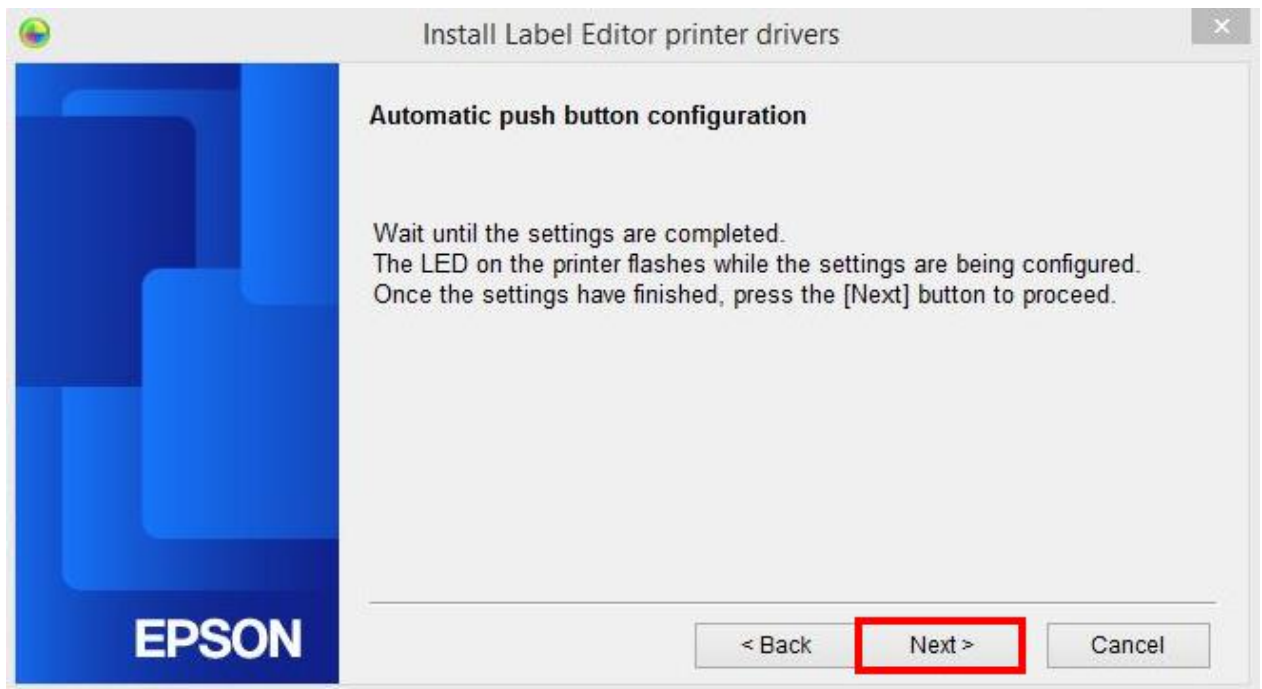 Install Label Editor printer drivers
Automatic push button configuration
Wait until the settings are completed.
The LED on the printer flashes while the settings are being configured.
Once the settings have finished, press the [Next] button to proceed.
EPSON
< Back
Next >
Cancel